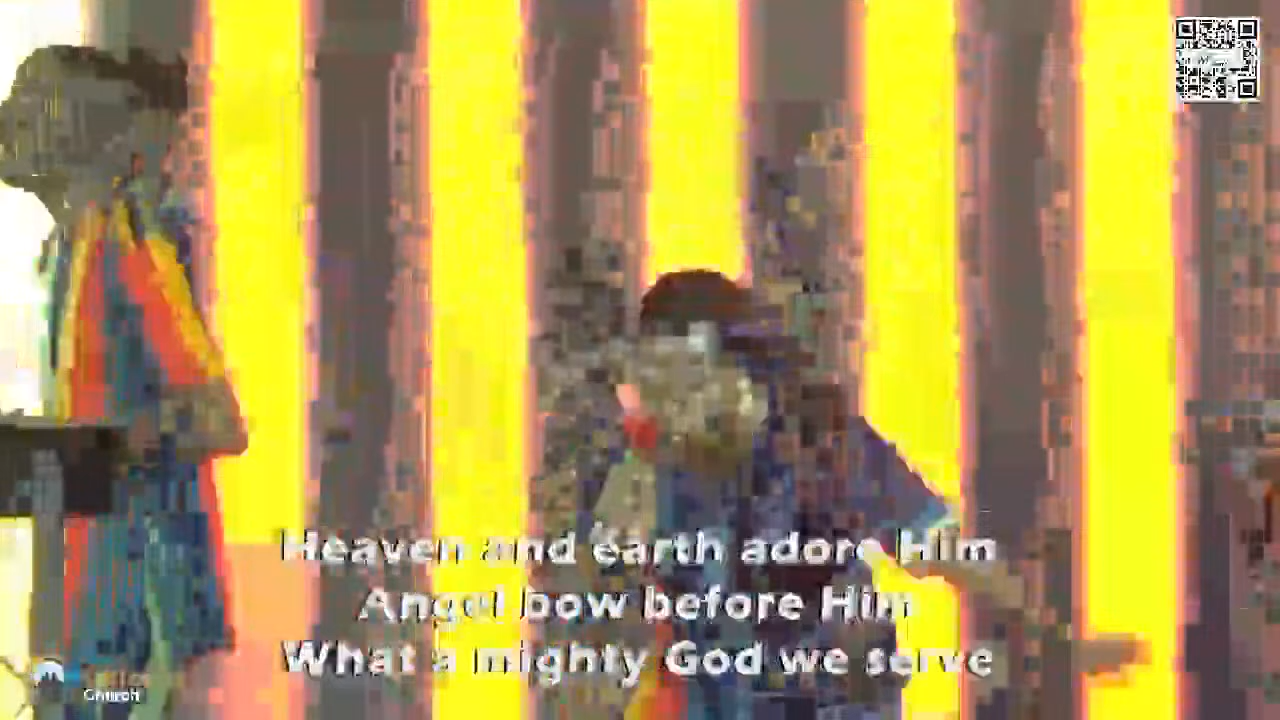 Heaven and earth adore Him
Angel bow before Him
What a mighty God we serve
Church